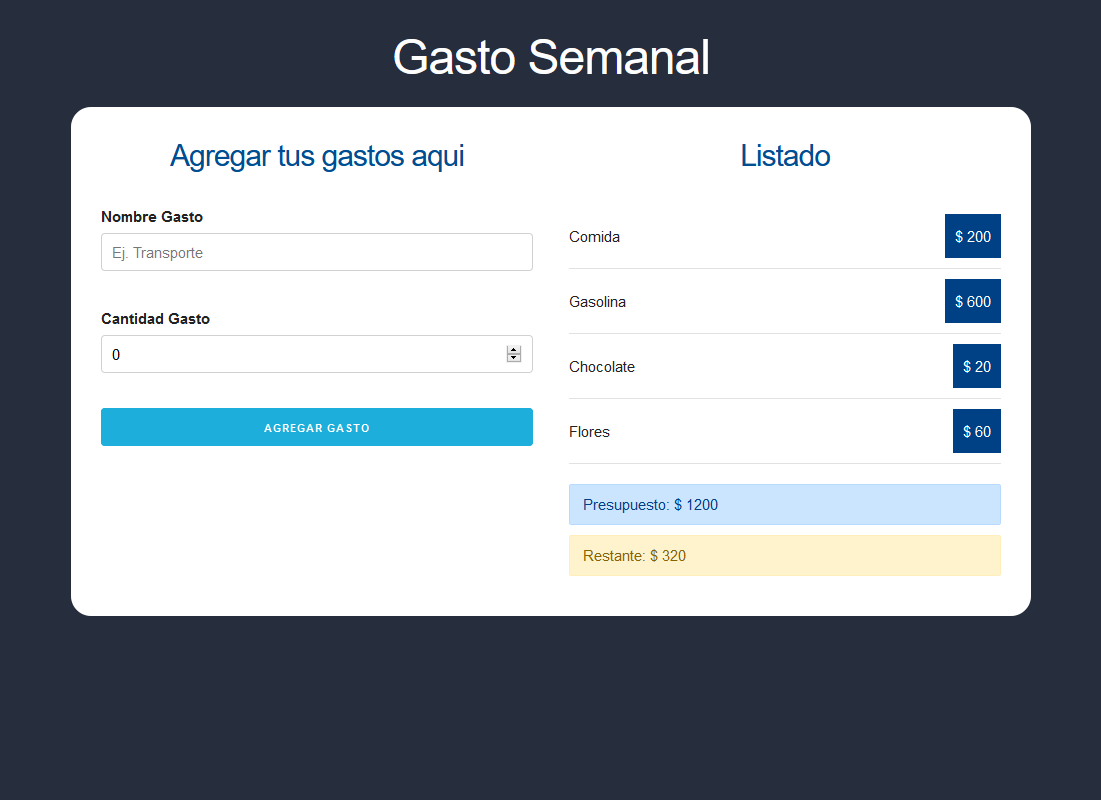 Gasto Semanal
Agregar tus gastos aqui
Nombre Gasto
Ej. Transporte
Cantidad Gasto
0
AGREGAR GASTO
Listado
Comida $ 200
Gasolina $ 600
Chocolate $ 20
Flores $ 60
Presupuesto: $ 1200
Restante: $ 320